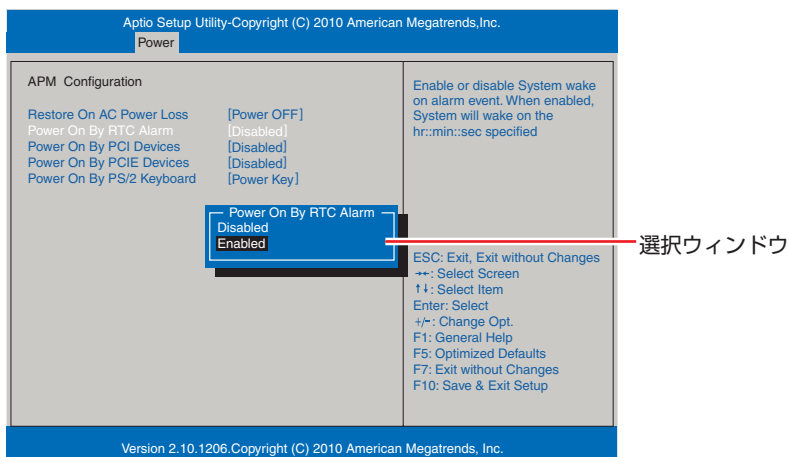 Aptio Setup Utility-Copyright (C) 2010 American Megatrends,Inc.
Power
APM Configuration
Restore On AC Power Loss [Power OFF]
Power On By RTC Alarm [Disabled]
Power On By PCI Devices [Disabled]
Power On By PCIE Devices [Disabled]
Power On By PS/2 Keyboard [Power Key]
Power On By RTC Alarm
Disabled
Enabled
Enable or disable System wake
on alarm event. When enabled,
System will wake on the
hr::min::sec specified
選択ウィンドウ
ESC: Exit, Exit without Changes
→←: Select Screen
↑↓: Select Item
Enter: Select
+/-: Change Opt.
F1: General Help
F5: Optimized Defaults
F7: Exit without Changes
F10: Save & Exit Setup
Version 2.10.1206.Copyright (C) 2010 American Megatrends, Inc.